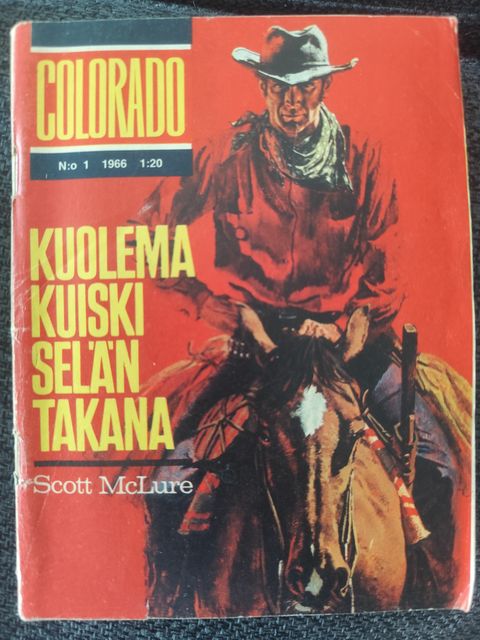 COLORADO
N:o 1 1966 1:20
KUOLEMA
KUISKI
SELÄN
TAKANA
Scott McLure